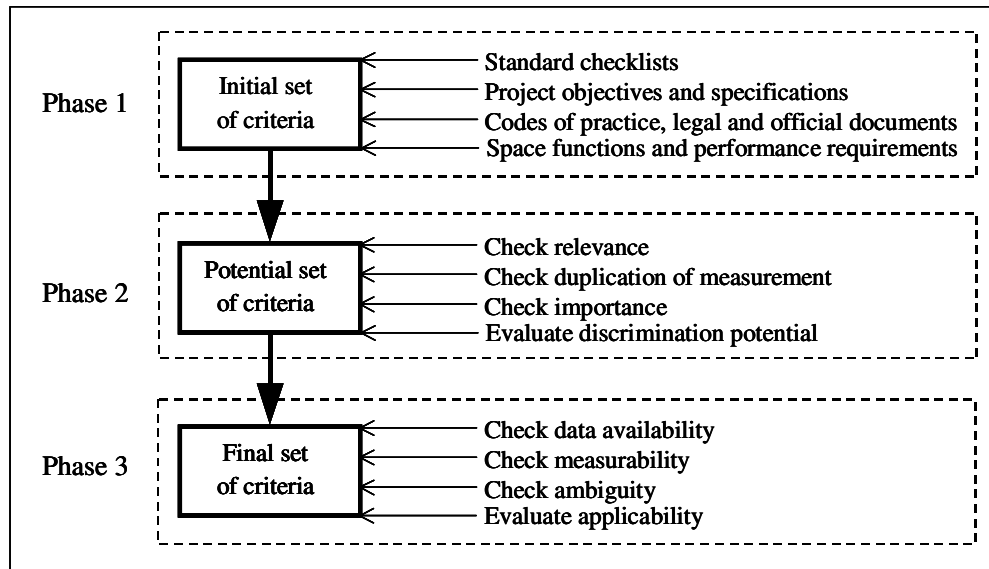 Phase 1
Initial set
of criteria
Standard checklists
Project objectives and specifications
Codes of practice, legal and official documents
Space functions and performance requirements
Phase 2
Potential set
of criteria
Check relevance
Check duplication of measurement
Check importance
Evaluate discrimination potential
Phase 3
Final set
of criteria
Check data availability
Check measurability
Check ambiguity
Evaluate applicability